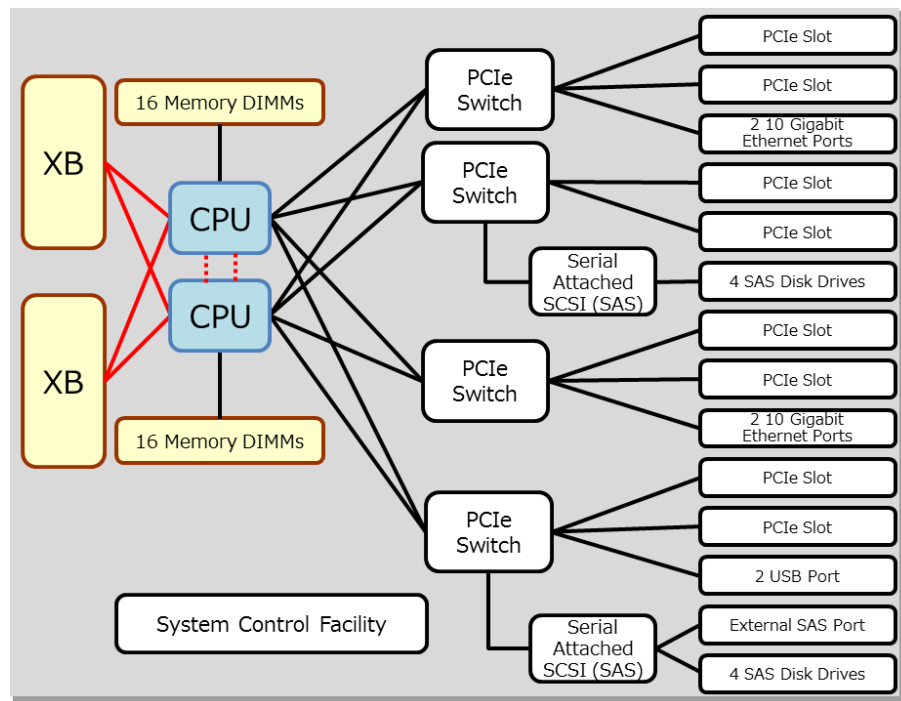 XB
16 Memory DIMMs
CPU
CPU
XB
16 Memory DIMMs
System Control Facility
PCIe
Switch
PCIe
Switch
Serial
Attached
SCSI (SAS)
PCIe
Switch
PCIe
Switch
Serial
Attached
SCSI (SAS)
PCIe Slot
PCIe Slot
2 10 Gigabit
Ethernet Ports
PCIe Slot
PCIe Slot
4 SAS Disk Drives
PCIe Slot
PCIe Slot
2 10 Gigabit
Ethernet Ports
PCIe Slot
PCIe Slot
2 USB Port
External SAS Port
4 SAS Disk Drives